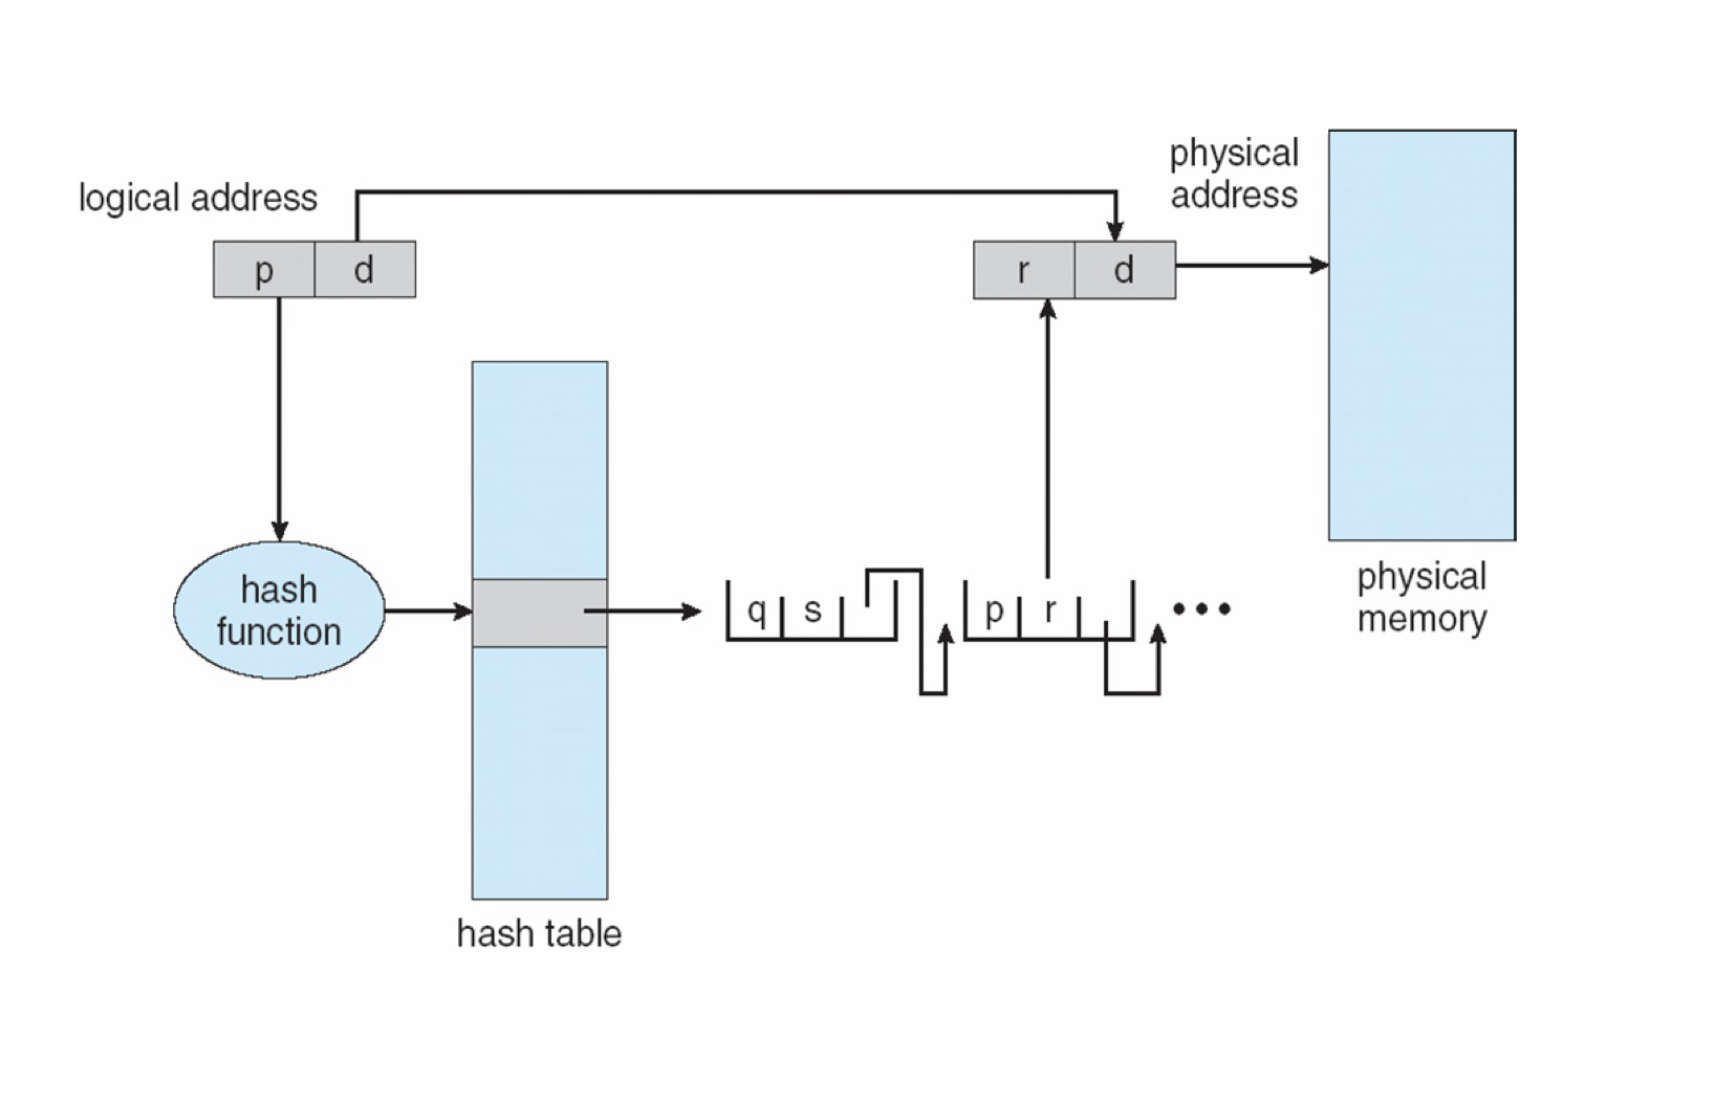 logical address
physical
address
p d
r d
hash
function
q s
p r
•••
physical
memory
hash table